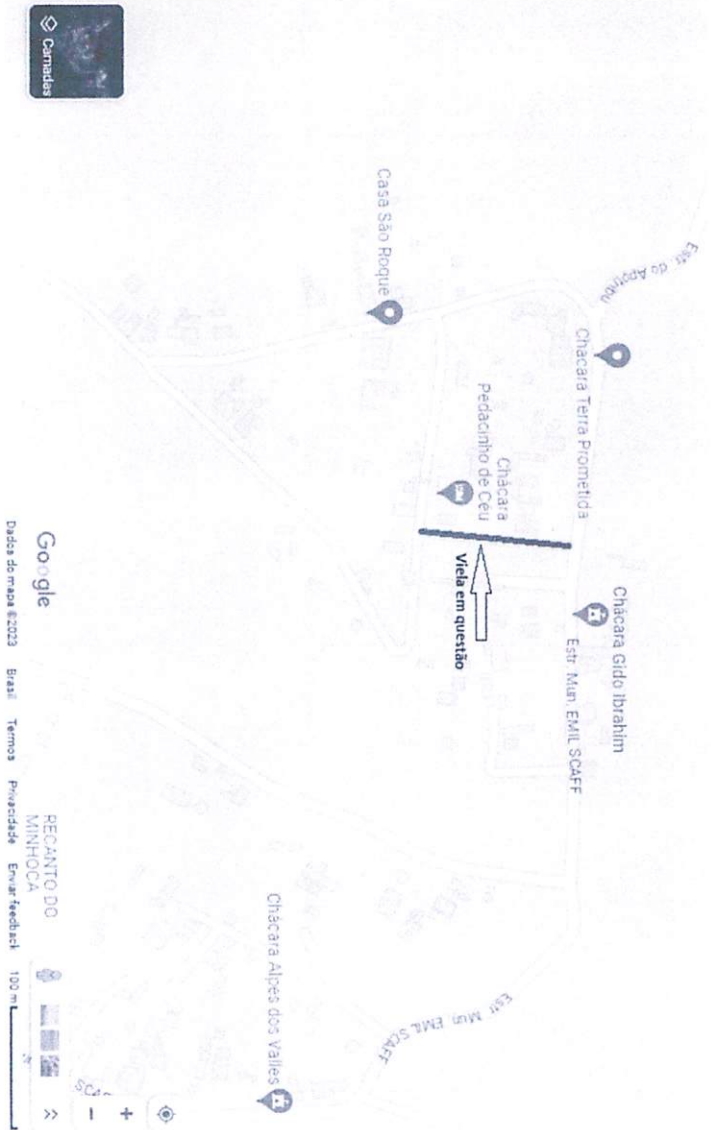 Estr. do Apotribu
Chácara Terra Prometida
Chácara Gido Ibrahim
Estr. Mun. EMIL SCAFF
Casa São Roque
Chácara
Pedacinho de Céu
Viela em questão
Estr. Mun. EMIL SCAFF
Chácara Alpes dos Valles
RECANTO DO
MINHOCA
Camadas
Google
Dados do mapa ©2023 Brasil Termos Privacidade Enviar feedback 100 m